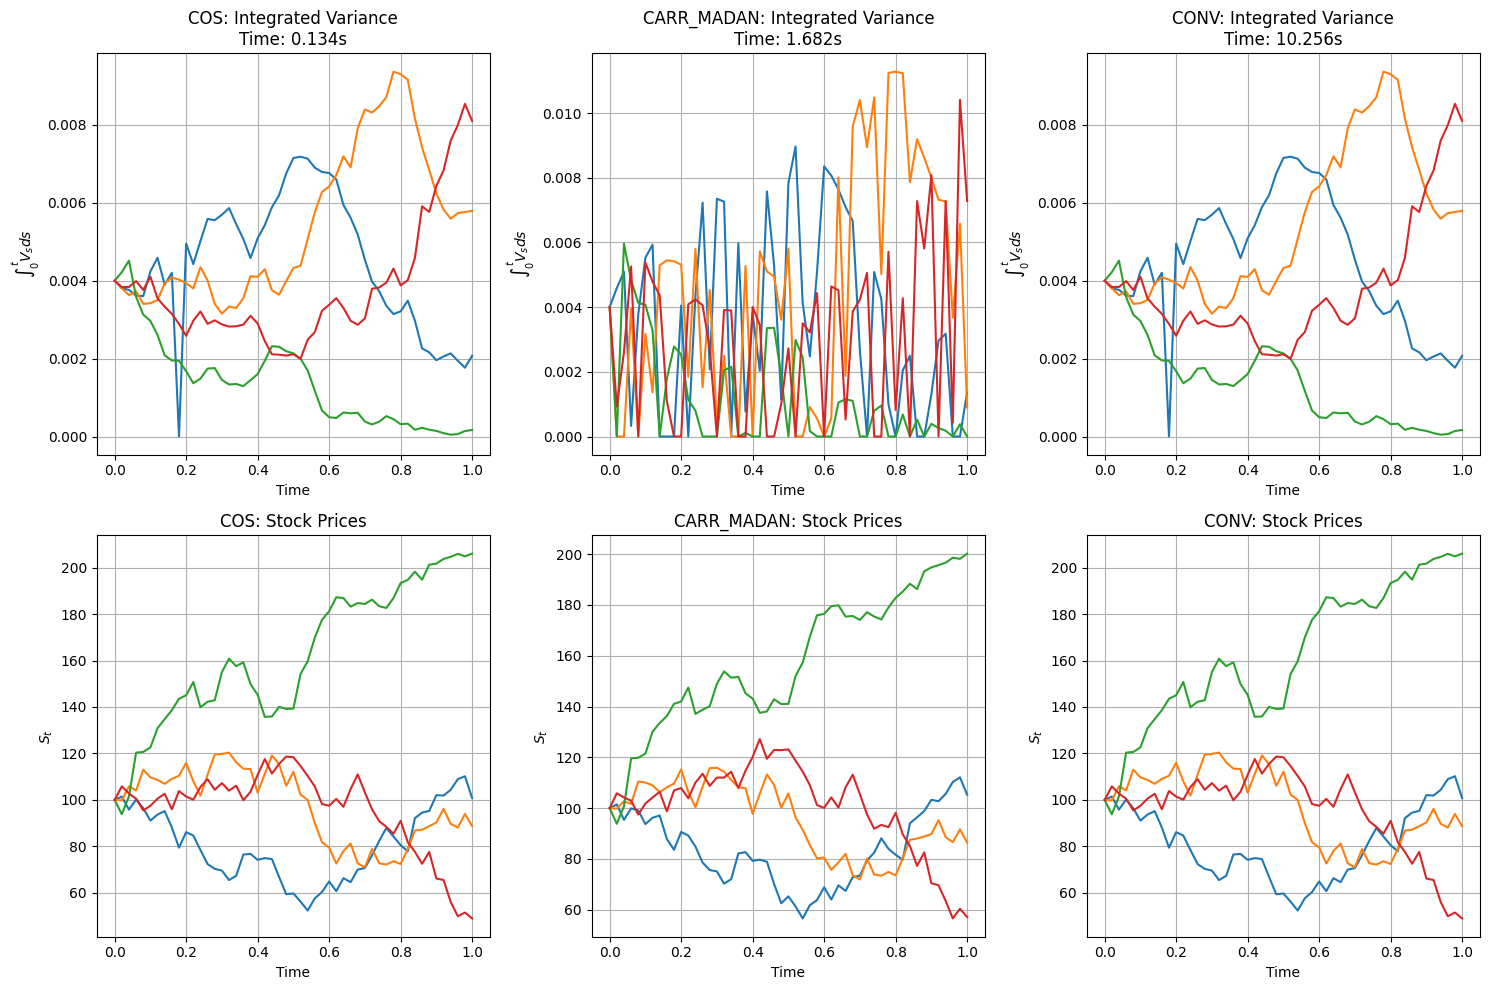 COS: Integrated Variance
Time: 0.134s
0.008
0.006
0.004
0.002
0.000
∫₀ᵗ Vₛds
0.0 0.2 0.4 0.6 0.8 1.0
Time
CARR_MADAN: Integrated Variance
Time: 1.682s
0.010
0.008
0.006
0.004
0.002
0.000
∫₀ᵗ Vₛds
0.0 0.2 0.4 0.6 0.8 1.0
Time
CONV: Integrated Variance
Time: 10.256s
0.008
0.006
0.004
0.002
0.000
∫₀ᵗ Vₛds
0.0 0.2 0.4 0.6 0.8 1.0
Time
COS: Stock Prices
200
180
160
140
120
100
80
60
Sₜ
0.0 0.2 0.4 0.6 0.8 1.0
Time
CARR_MADAN: Stock Prices
200
180
160
140
120
100
80
60
Sₜ
0.0 0.2 0.4 0.6 0.8 1.0
Time
CONV: Stock Prices
200
180
160
140
120
100
80
60
Sₜ
0.0 0.2 0.4 0.6 0.8 1.0
Time